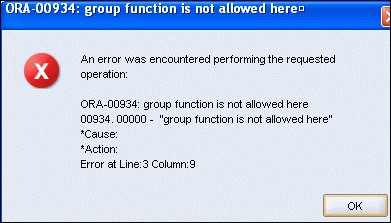 ORA-00934: group function is not allowed here¤
An error was encountered performing the requested
operation:
ORA-00934: group function is not allowed here
00934. 00000 - "group function is not allowed here"
*Cause:
*Action:
Error at Line:3 Column:9
OK